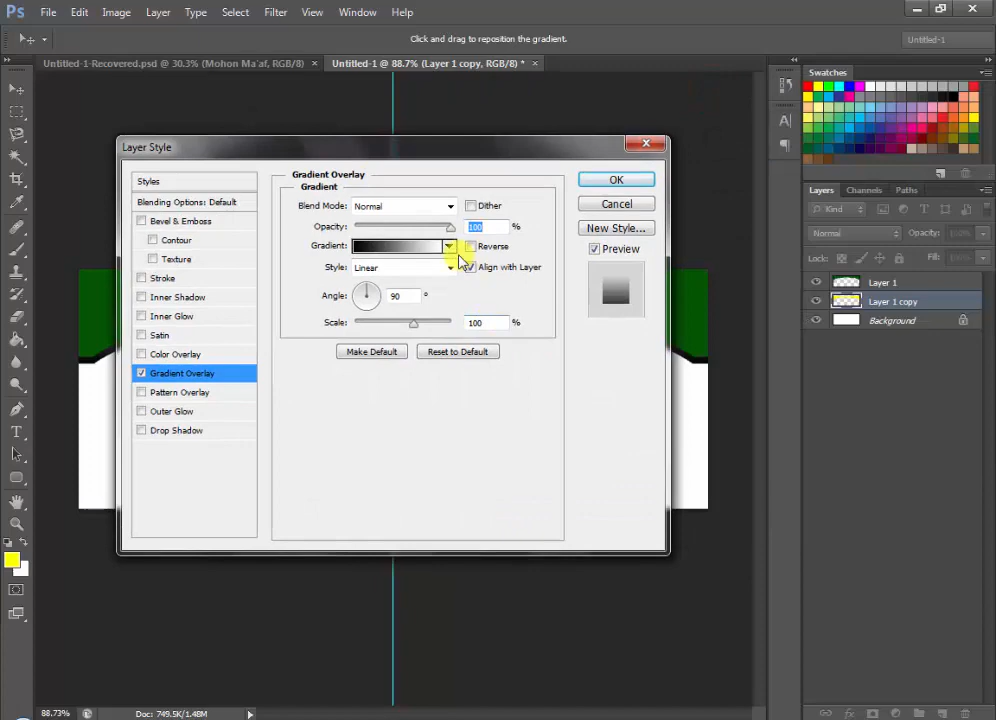 Ps File Edit Image Layer Type Select Filter View Window Help
Click and drag to reposition the gradient.
Untitled-1
Untitled-1-Recovered.psd @ 30.3% (Mohon Ma'af, RGB/8) × Untitled-1 @ 88.7% (Layer 1 copy, RGB/8) * ×
Swatches
Layer Style
Styles
Blending Options: Default
Bevel & Emboss
Contour
Texture
Stroke
Inner Shadow
Inner Glow
Satin
Color Overlay
Gradient Overlay
Pattern Overlay
Outer Glow
Drop Shadow
Gradient Overlay
Gradient
Blend Mode: Normal Dither
Opacity: 100 %
Gradient: Reverse
Style: Linear Align with Layer
Angle: 90 °
Scale: 100 %
Make Default Reset to Default
OK
Cancel
New Style...
Preview
Layers Channels Paths
Kind
Normal Opacity: 100%
Lock: Fill: 100%
Layer 1
Layer 1 copy
Background
88.73% Doc: 749.5K/1.48M